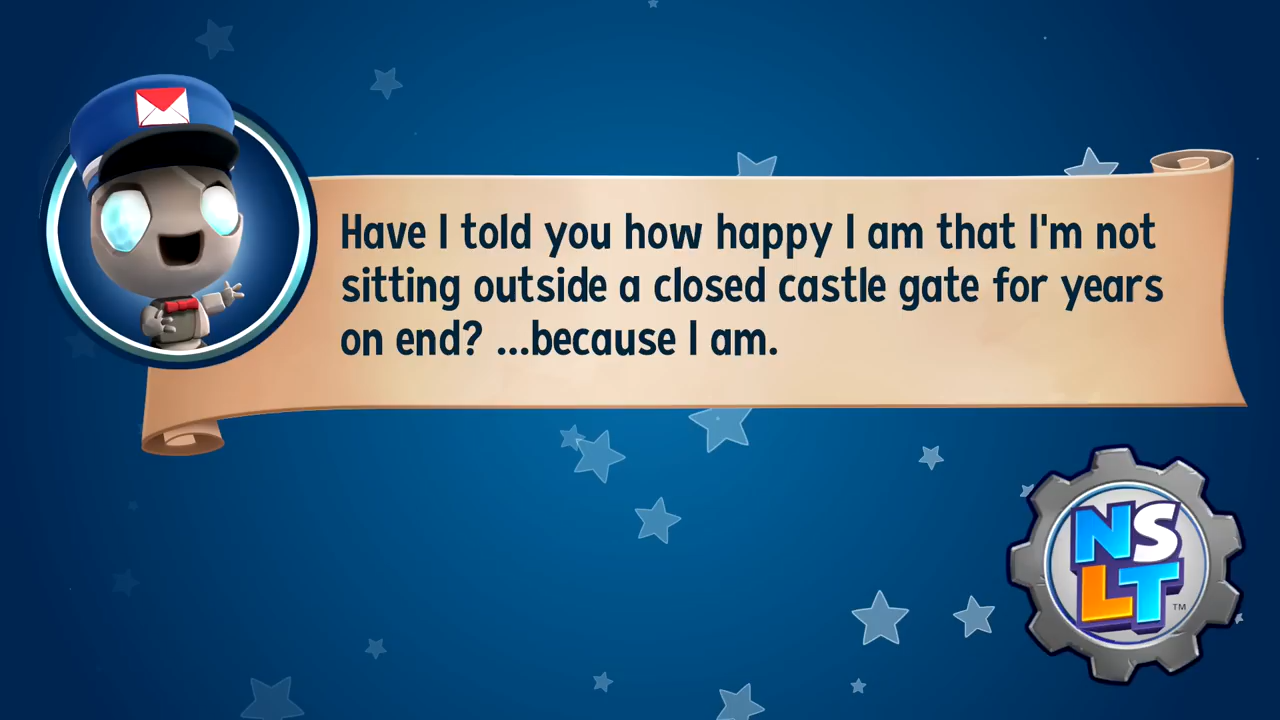 Have I told you how happy I am that I'm not
sitting outside a closed castle gate for years
on end? ...because I am.
NS
LT
TM